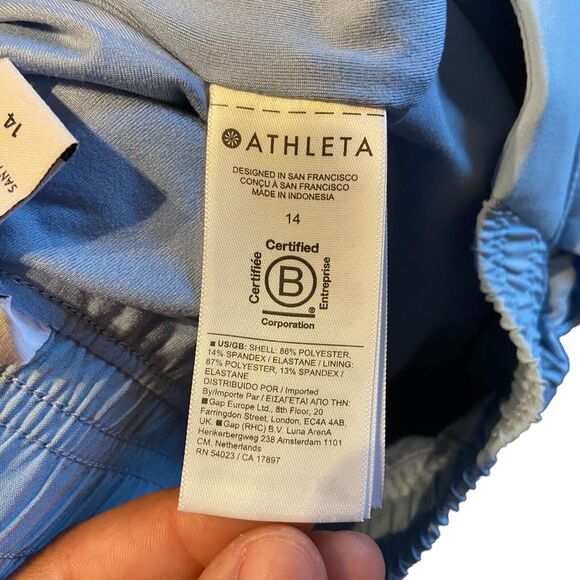 ATHLETA
DESIGNED IN SAN FRANCISCO
CONÇU À SAN FRANCISCO
MADE IN INDONESIA
14
Certified
Certifiée
B
®
Entreprise
Corporation
■ US/GB: SHELL: 86% POLYESTER,
14% SPANDEX / ELASTANE / LINING:
87% POLYESTER, 13% SPANDEX /
ELASTANE
DISTRIBUIDO POR / Imported
By/Importe Par / ΕΙΣΑΓΕΤΑΙ ΑΠΟ ΤΗΝ:
■ Gap Europe Ltd., 8th Floor, 20
Farringdon Street, London, EC4A 4AB,
UK. ■ Gap (RHC) B.V. Luna ArenA
Herikerbergweg 238 Amsterdam 1101
CM. Netherlands
RN 54023 / CA 17897
14